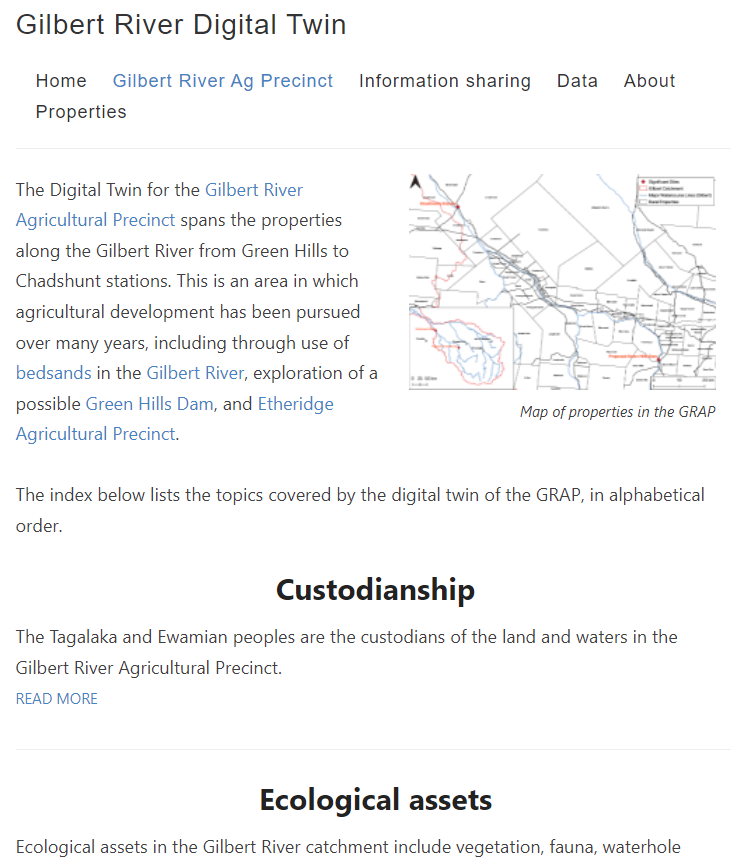 Gilbert River Digital Twin
Home Gilbert River Ag Precinct Information sharing Data About
Properties
The Digital Twin for the Gilbert River
Agricultural Precinct spans the properties
along the Gilbert River from Green Hills to
Chadshunt stations. This is an area in which
agricultural development has been pursued
over many years, including through use of
bedsands in the Gilbert River, exploration of a
possible Green Hills Dam, and Etheridge
Agricultural Precinct.
Map of properties in the GRAP
The index below lists the topics covered by the digital twin of the GRAP, in alphabetical
order.
Custodianship
The Tagalaka and Ewamian peoples are the custodians of the land and waters in the
Gilbert River Agricultural Precinct.
READ MORE
Ecological assets
Ecological assets in the Gilbert River catchment include vegetation, fauna, waterhole